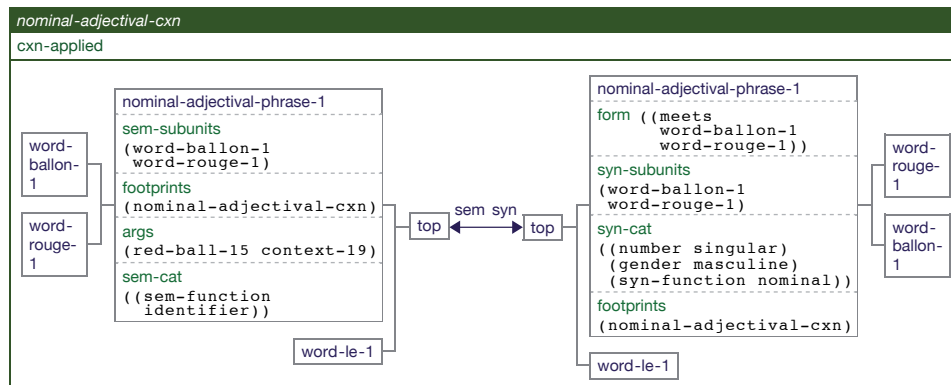 nominal-adjectival-cxn
cxn-applied
word-
ballon-
1
word-
rouge-
1
nominal-adjectival-phrase-1
sem-subunits
(word-ballon-1
word-rouge-1)
footprints
(nominal-adjectival-cxn)
args
(red-ball-15 context-19)
sem-cat
((sem-function
identifier))
word-le-1
top
sem syn
top
nominal-adjectival-phrase-1
form ((meets
word-ballon-1
word-rouge-1))
syn-subunits
(word-ballon-1
word-rouge-1)
syn-cat
((number singular)
(gender masculine)
(syn-function nominal))
footprints
(nominal-adjectival-cxn)
word-le-1
word-
rouge-
1
word-
ballon-
1